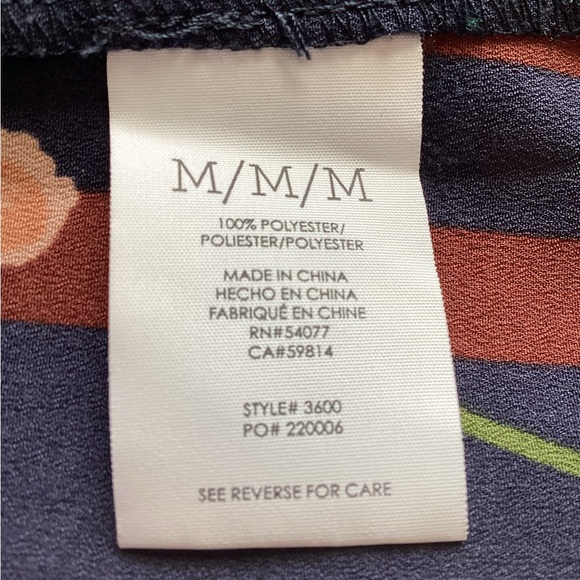 M/M/M
100% POLYESTER/
POLIESTER/POLYESTER
MADE IN CHINA
HECHO EN CHINA
FABRIQUÉ EN CHINE
RN#54077
CA#59814
STYLE# 3600
PO# 220006
SEE REVERSE FOR CARE